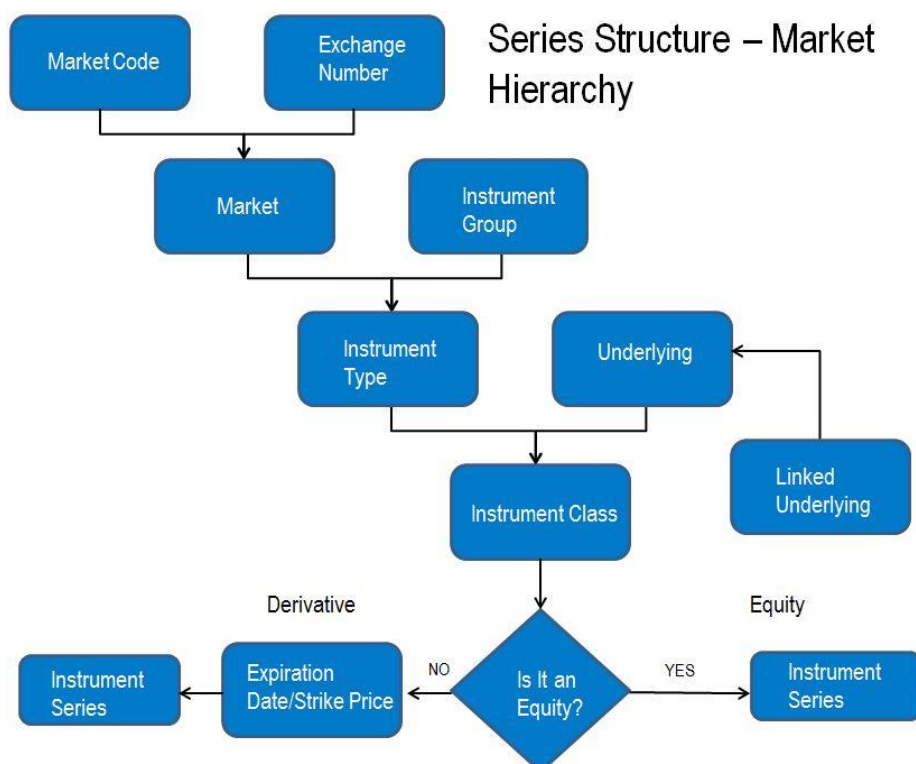 Series Structure – Market
Hierarchy
Market Code
Exchange
Number
Market
Instrument
Group
Instrument
Type
Underlying
Linked
Underlying
Instrument Class
Derivative
Equity
Instrument
Series
Expiration
Date/Strike Price
NO
Is It an
Equity?
YES
Instrument
Series